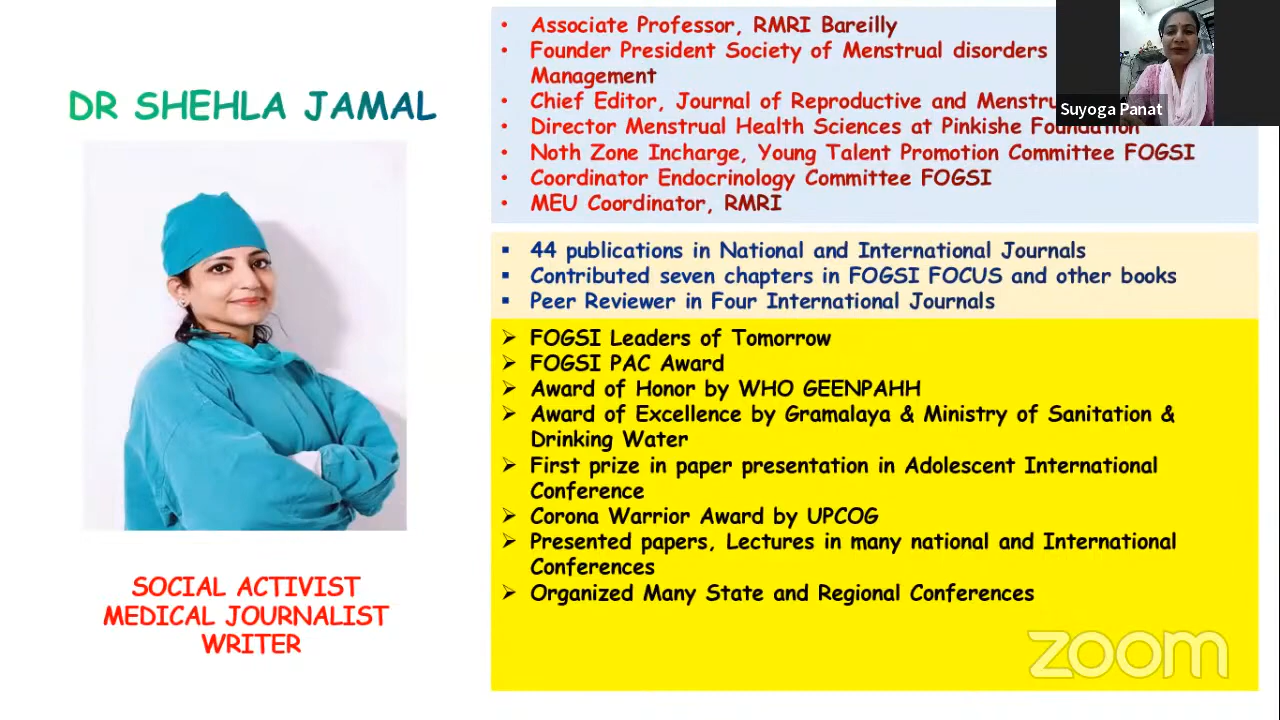 DR SHEHLA JAMAL
SOCIAL ACTIVIST
MEDICAL JOURNALIST
WRITER
• Associate Professor, RMRI Bareilly
• Founder President Society of Menstrual disorders
Management
• Chief Editor, Journal of Reproductive and
• Director Menstrual Health Sciences at Pinkishe Foundation
• Noth Zone Incharge, Young Talent Promotion Committee FOGSI
• Coordinator Endocrinology Committee FOGSI
• MEU Coordinator, RMRI
▪ 44 publications in National and International Journals
▪ Contributed seven chapters in FOGSI FOCUS and other books
▪ Peer Reviewer in Four International Journals
➢ FOGSI Leaders of Tomorrow
➢ FOGSI PAC Award
➢ Award of Honor by WHO GEENPAHH
➢ Award of Excellence by Gramalaya & Ministry of Sanitation &
Drinking Water
➢ First prize in paper presentation in Adolescent International
Conference
➢ Corona Warrior Award by UPCOG
➢ Presented papers, Lectures in many national and International
Conferences
➢ Organized Many State and Regional Conferences
Suyoga Panat
zoom